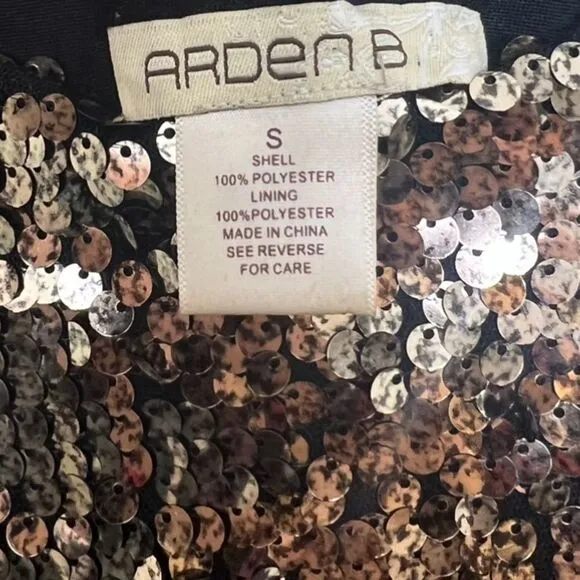 ARDEN B
S
SHELL
100% POLYESTER
LINING
100%POLYESTER
MADE IN CHINA
SEE REVERSE
FOR CARE